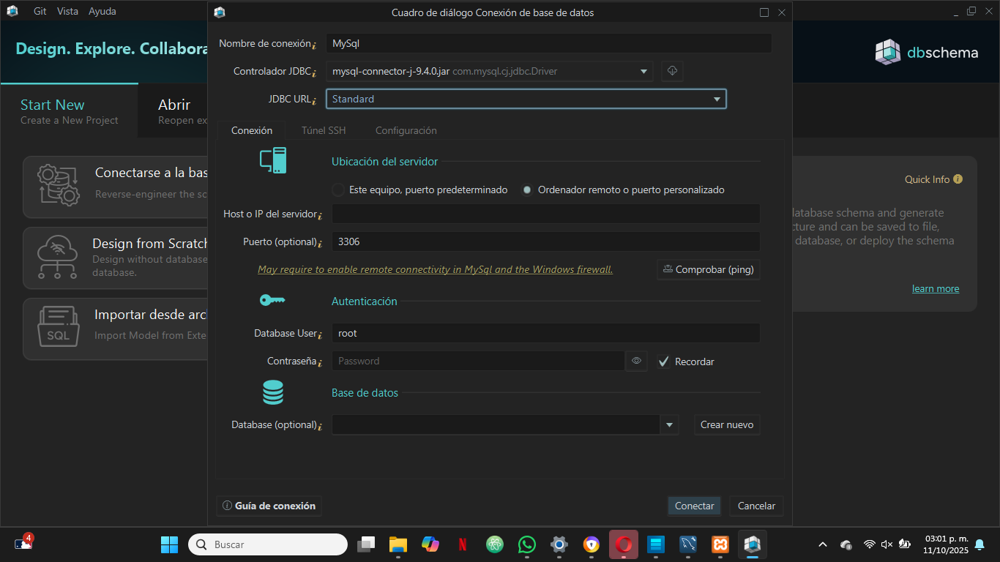 Git Vista Ayuda
Cuadro de diálogo Conexión de base de datos
Design. Explore. Collabora
dbschema
Start New
Create a New Project
Abrir
Reopen ex
Conectarse a la bas
Reverse-engineer the sc
Design from Scratch
Design without database
database.
Importar desde arc
SQL
Import Model from Exte
Nombre de conexión MySql
Controlador JDBC mysql-connector-j-9.4.0.jar com.mysql.cj.jdbc.Driver
JDBC URL Standard
Conexión Túnel SSH Configuración
Ubicación del servidor
Este equipo, puerto predeterminado Ordenador remoto o puerto personalizado
Host o IP del servidor
Puerto (optional) 3306
May require to enable remote connectivity in MySql and the Windows firewall.
Comprobar (ping)
Autenticación
Database User root
Contraseña Password Recordar
Base de datos
Database (optional) Crear nuevo
Guía de conexión Conectar Cancelar
Quick Info
latabase schema and generate
cture and can be saved to file,
database, or deploy the schema
learn more
4
Buscar
03:01 p. m.
11/10/2025